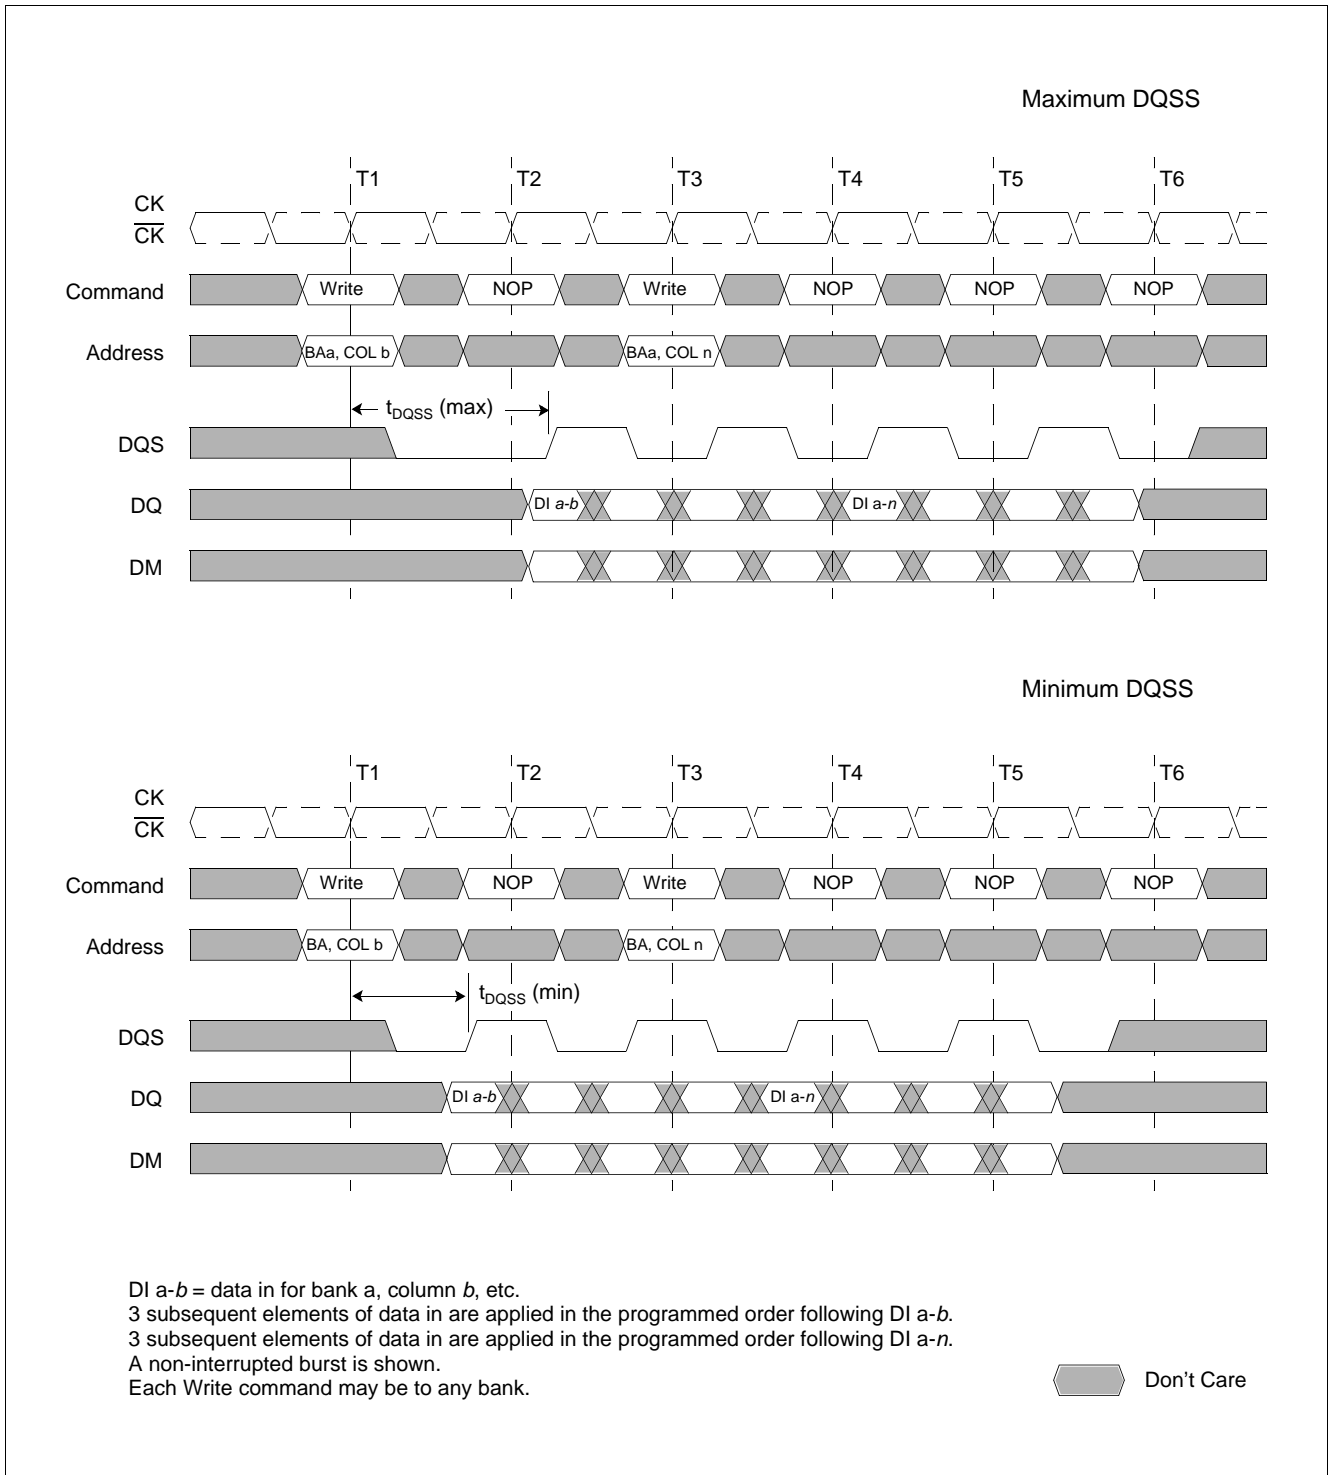 Maximum DQSS
T1 T2 T3 T4 T5 T6
CK
CK
Command Write NOP Write NOP NOP NOP
Address BAa, COL b BAa, COL n
tDQSS (max)
DQS
DQ DI a-b DI a-n
DM
Minimum DQSS
T1 T2 T3 T4 T5 T6
CK
CK
Command Write NOP Write NOP NOP NOP
Address BA, COL b BA, COL n
tDQSS (min)
DQS
DQ DI a-b DI a-n
DM
DI a-b = data in for bank a, column b, etc.
3 subsequent elements of data in are applied in the programmed order following DI a-b.
3 subsequent elements of data in are applied in the programmed order following DI a-n.
A non-interrupted burst is shown.
Each Write command may be to any bank.
Don't Care